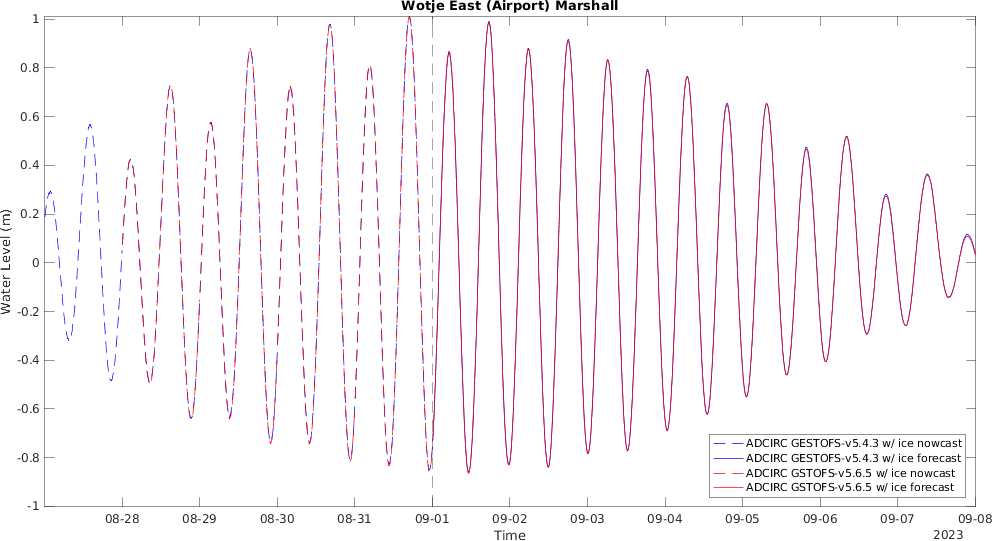 Wotje East (Airport) Marshall
1
0.8
0.6
0.4
0.2
0
-0.2
-0.4
-0.6
-0.8
-1
Water Level (m)
08-28 08-29 08-30 08-31 09-01 09-02 09-03 09-04 09-05 09-06 09-07 09-08
Time
2023
ADCIRC GESTOFS-v5.4.3 w/ ice nowcast
ADCIRC GESTOFS-v5.4.3 w/ ice forecast
ADCIRC GSTOFS-v5.6.5 w/ ice nowcast
ADCIRC GSTOFS-v5.6.5 w/ ice forecast